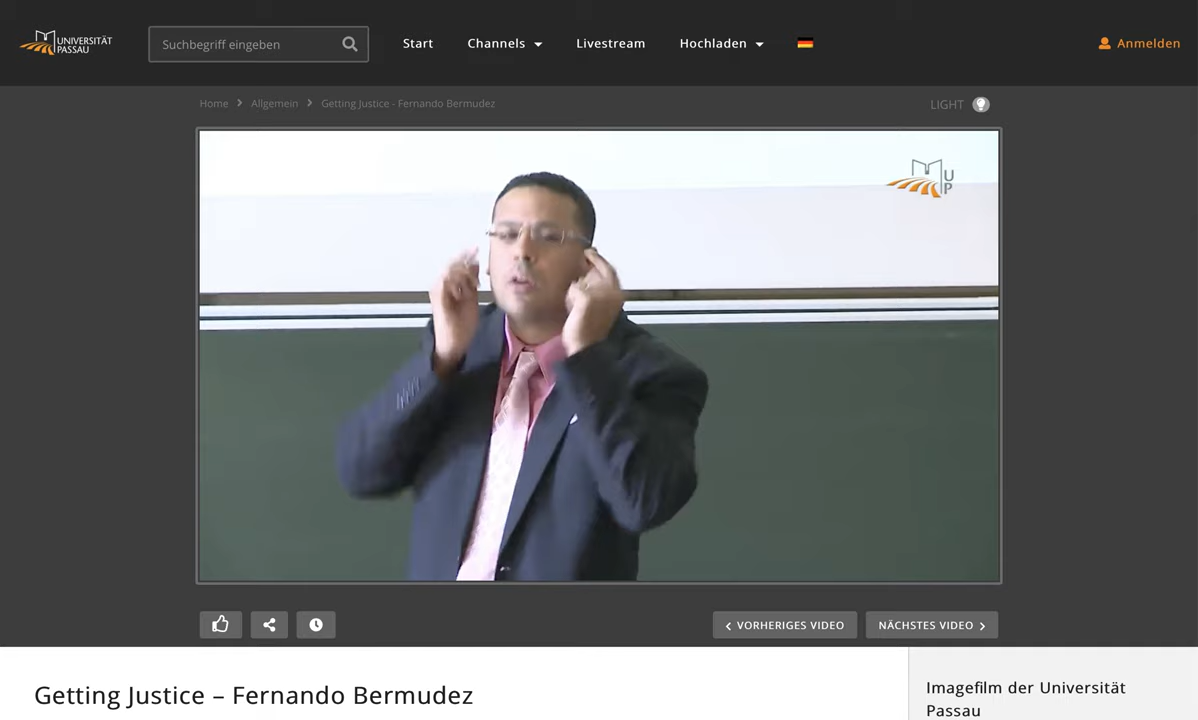 UNIVERSITÄT
PASSAU
Suchbegriff eingeben
Start
Channels
Livestream
Hochladen
Anmelden
Home
Allgemein
Getting Justice - Fernando Bermudez
LIGHT
U
P
VORHERIGES VIDEO
NÄCHSTES VIDEO
Getting Justice – Fernando Bermudez
Imagefilm der Universität
Passau